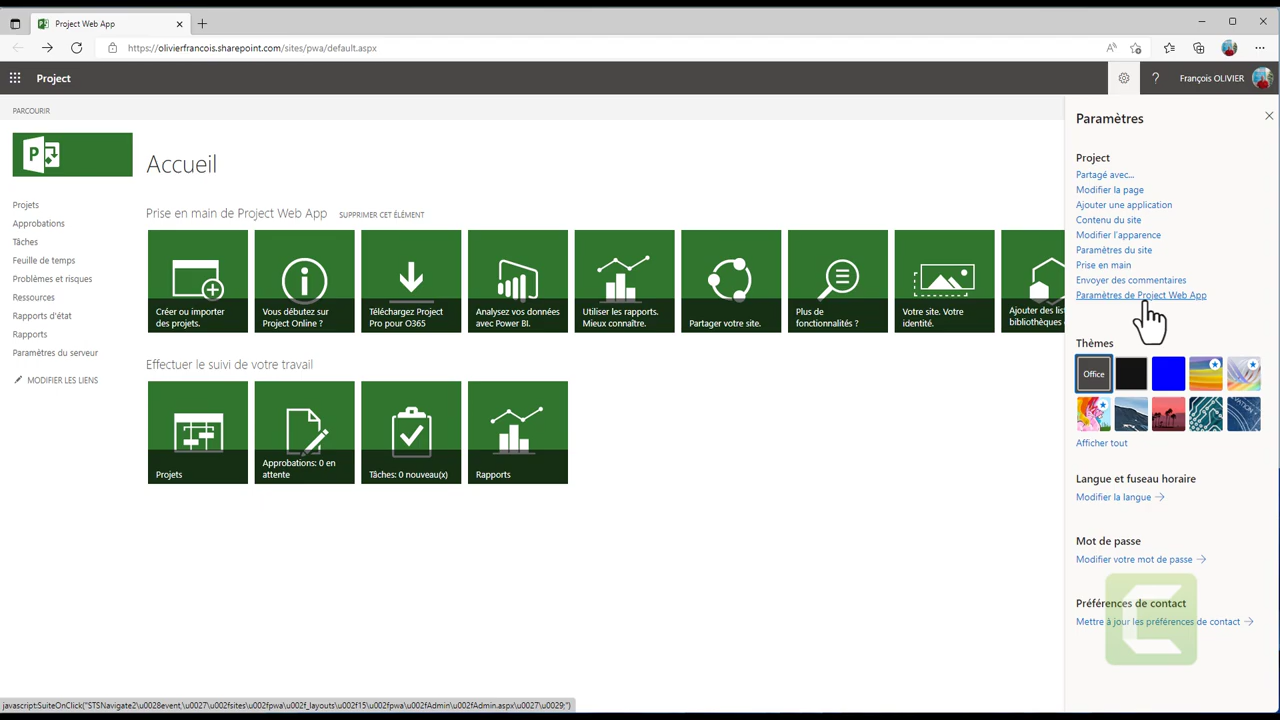 Project Web App
https://olivierfrancois.sharepoint.com/sites/pwa/default.aspx
Project
François OLIVIER
PARCOURIR
Accueil
Prise en main de Project Web App SUPPRIMER CET ÉLÉMENT
Projets
Approbations
Tâches
Feuille de temps
Problèmes et risques
Ressources
Rapports d'état
Rapports
Paramètres du serveur
MODIFIER LES LIENS
Créer ou importer
des projets.
Vous débutez sur
Project Online ?
Téléchargez Project
Pro pour O365
Analysez vos données
avec Power BI.
Utiliser les rapports.
Mieux connaître.
Partager votre site.
Plus de
fonctionnalités ?
Votre site. Votre
identité.
Ajouter des
bibliothèques
Effectuer le suivi de votre travail
Projets
Approbations: 0 en
attente
Tâches: 0 nouveau(x)
Rapports
Paramètres
Project
Partagé avec...
Modifier la page
Ajouter une application
Contenu du site
Modifier l'apparence
Paramètres du site
Prise en main
Envoyer des commentaires
Paramètres de Project Web App
Thèmes
Office
Afficher tout
Langue et fuseau horaire
Modifier la langue
Mot de passe
Modifier votre mot de passe
Préférences de contact
Mettre à jour les préférences de contact
javascript:SuiteOnClick("STSNavigate2\u0028event,\u0027\u002fsites\u002fpwa\u002f_layouts\u002f15\u002fpwa\u002fAdmin\u002fAdmin.aspx\u0027\u0029;")